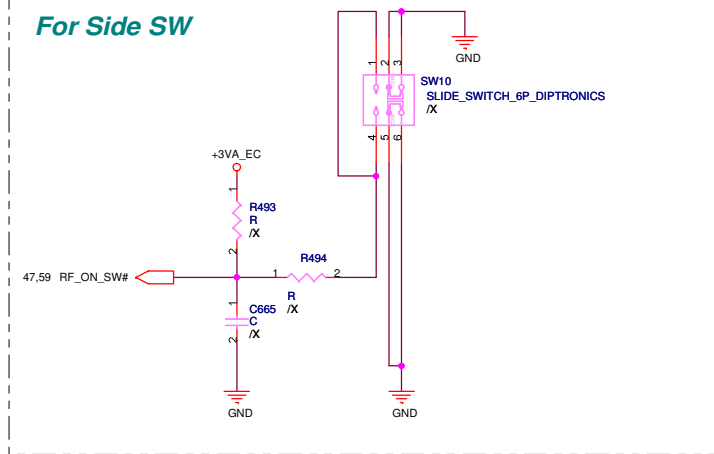 For Side SW
GND
1
2
3
SW10
SLIDE_SWITCH_6P_DIPTRONICS
/X
4
5
6
+3VA_EC
1
R493
R
/X
2
R494
47,59 RF_ON_SW#
1
2
R
/X
1
C665
C
/X
2
GND
GND